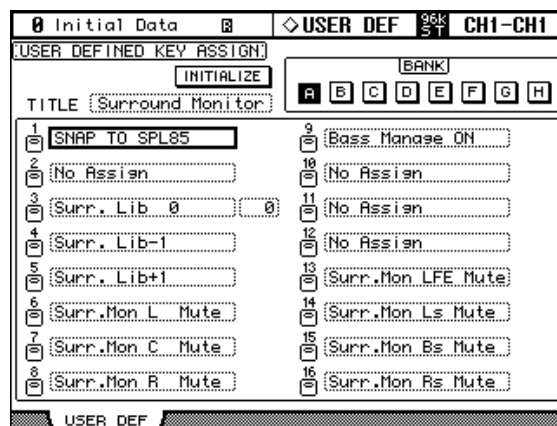 0 Initial Data R ◇USER DEF 96k ST CH1-CH1
USER DEFINED KEY ASSIGN
INITIALIZE
BANK
TITLE Surround Monitor
A B C D E F G H
1 SNAP TO SPL85
2 No Assign
3 Surr. Lib 0 0
4 Surr. Lib-1
5 Surr. Lib+1
6 Surr.Mon L Mute
7 Surr.Mon C Mute
8 Surr.Mon R Mute
9 Bass Manage ON
10 No Assign
11 No Assign
12 No Assign
13 Surr.Mon LFE Mute
14 Surr.Mon Ls Mute
15 Surr.Mon Bs Mute
16 Surr.Mon Rs Mute
USER DEF